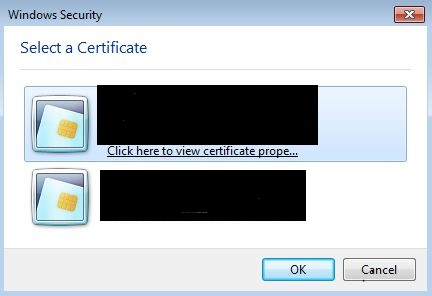 Windows Security
Select a Certificate
Click here to view certificate prope...
OK
Cancel